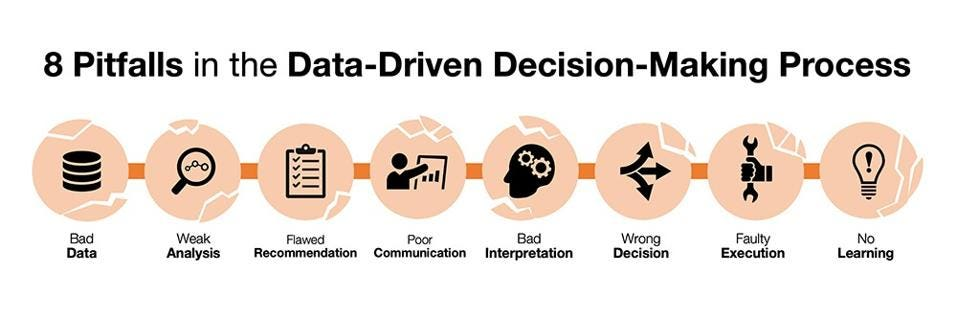 8 Pitfalls in the Data-Driven Decision-Making Process
Bad
Data
Weak
Analysis
Flawed
Recommendation
Poor
Communication
Bad
Interpretation
Wrong
Decision
Faulty
Execution
No
Learning